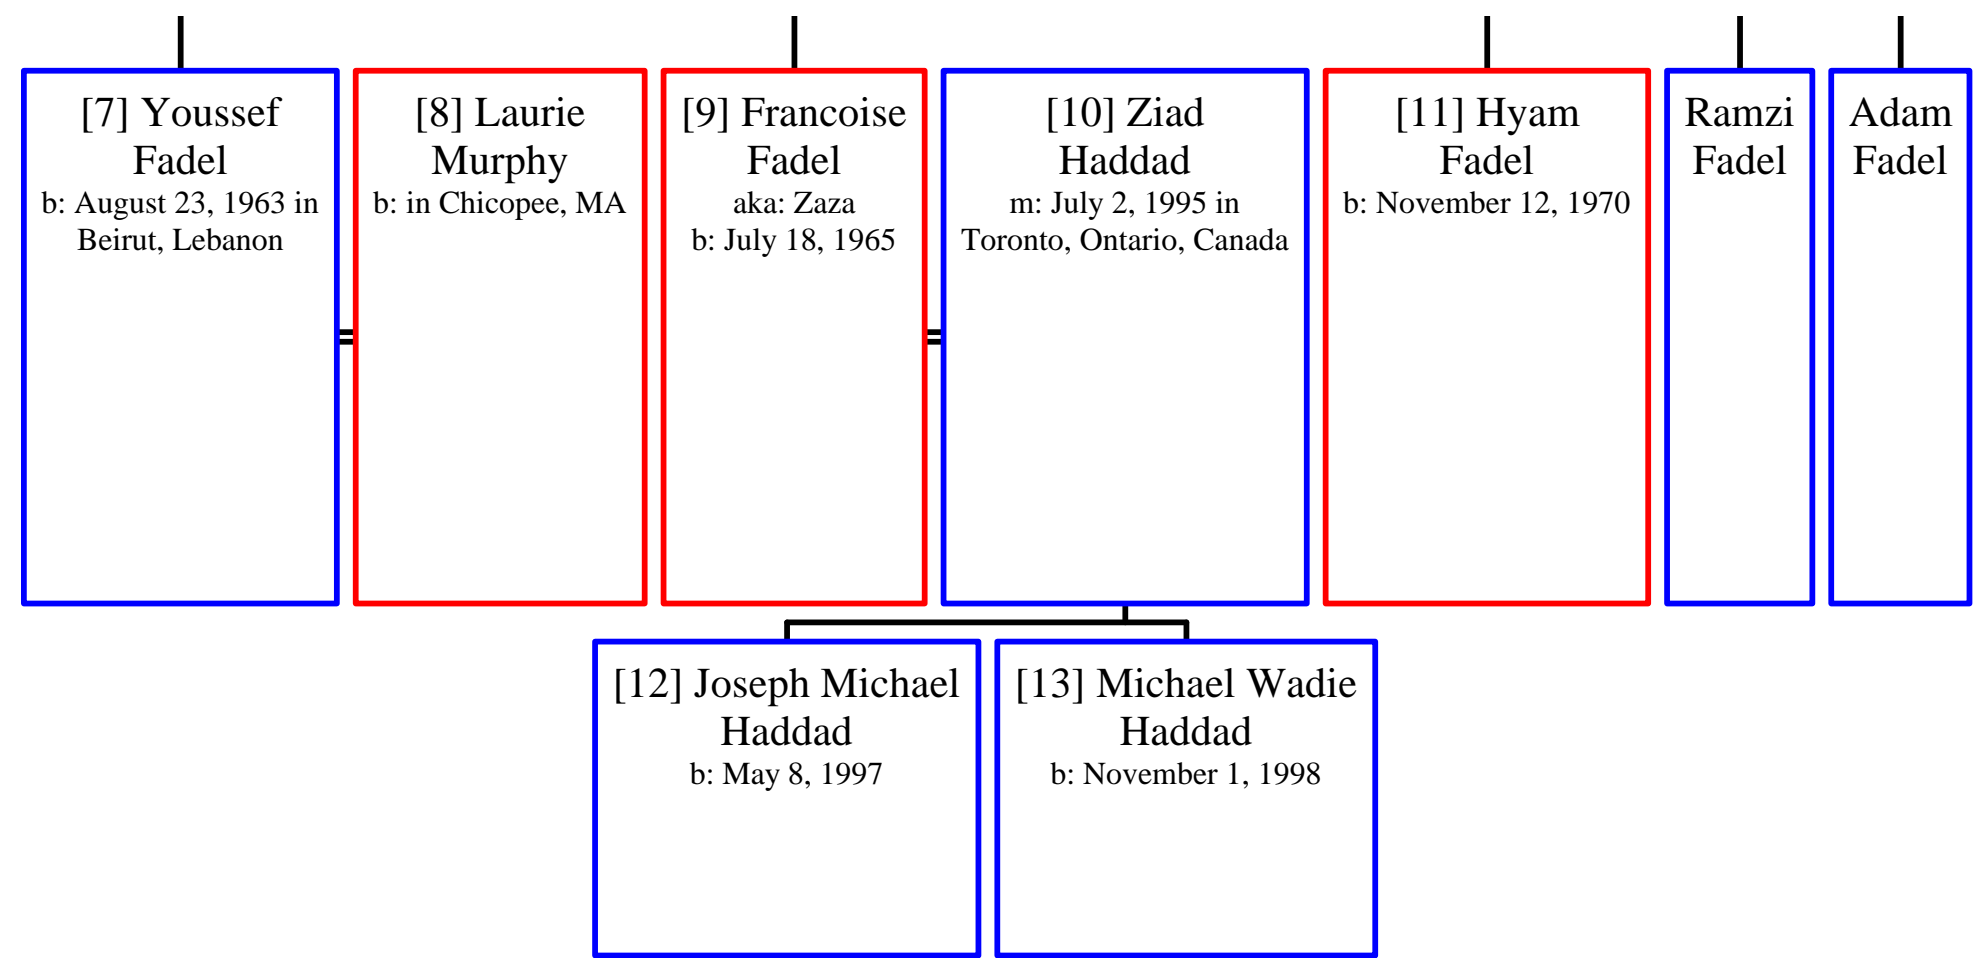 [7] Youssef
Fadel
b: August 23, 1963 in
Beirut, Lebanon
[8] Laurie
Murphy
b: in Chicopee, MA
[9] Francoise
Fadel
aka: Zaza
b: July 18, 1965
[10] Ziad
Haddad
m: July 2, 1995 in
Toronto, Ontario, Canada
[11] Hyam
Fadel
b: November 12, 1970
Ramzi
Fadel
Adam
Fadel
[12] Joseph Michael
Haddad
b: May 8, 1997
[13] Michael Wadie
Haddad
b: November 1, 1998